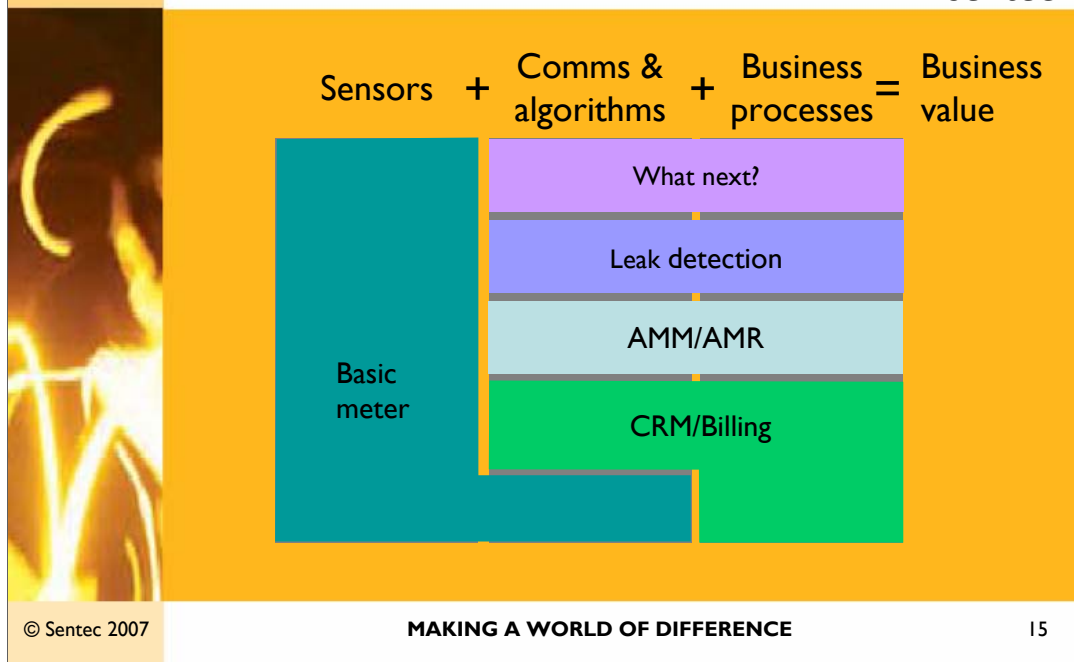 Sensors + Comms & algorithms + Business processes = Business value
What next?
Leak detection
AMM/AMR
Basic
meter
CRM/Billing
© Sentec 2007 MAKING A WORLD OF DIFFERENCE 15